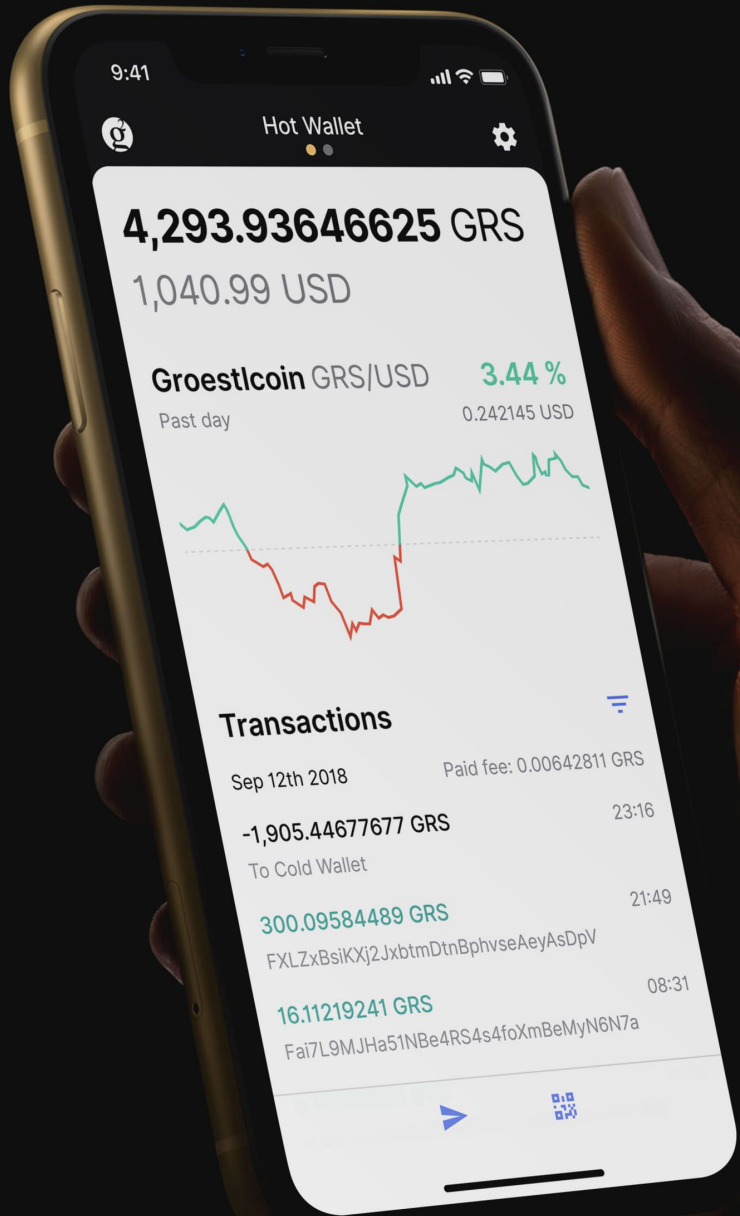 9:41
g
Hot Wallet
4,293.93646625 GRS
1,040.99 USD
Groestlcoin GRS/USD 3.44 %
Past day 0.242145 USD
Transactions
Sep 12th 2018 Paid fee: 0.00642811 GRS
-1,905.44677677 GRS 23:16
To Cold Wallet
300.09584489 GRS 21:49
FXLZxBsiKXj2JxbtmDtnBphvseAeyAsDpV
16.11219241 GRS 08:31
Fai7L9MJHa51NBe4RS4s4foXmBeMyN6N7a